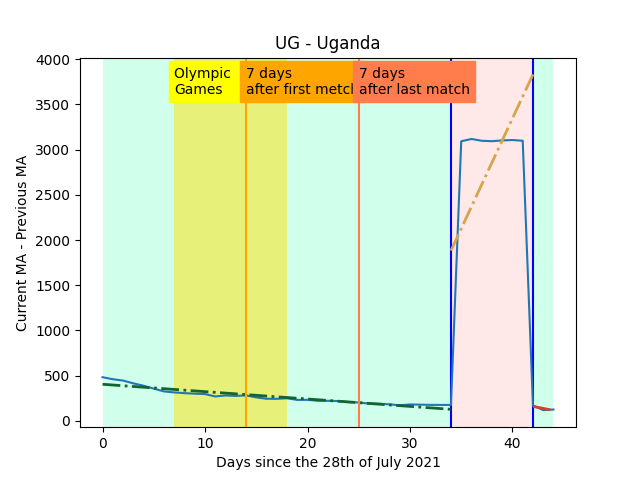 UG - Uganda
Olympic
Games
7 days
after first metcl
7 days
after last match
4000
3500
3000
2500
2000
1500
1000
500
0
Current MA - Previous MA
0 10 20 30 40
Days since the 28th of July 2021